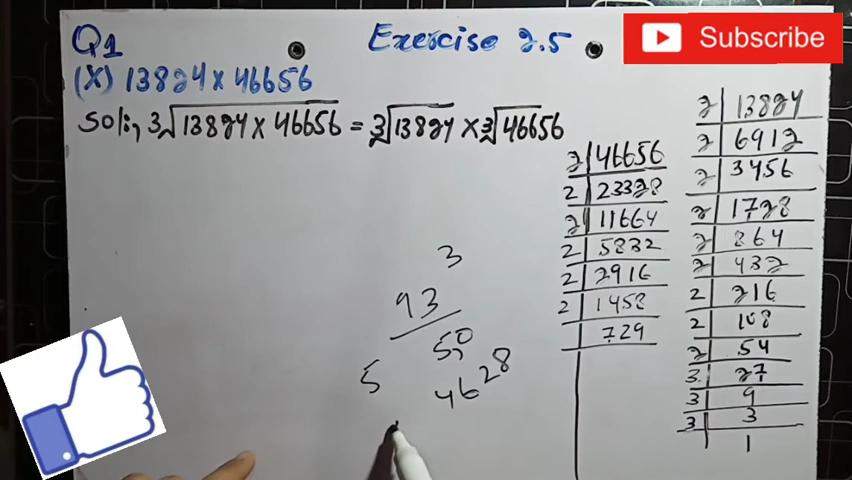 Q1 Exercise 2.5
Subscribe
(X) 13824 × 46656
Sol:, 3√13824 × 46656 = 3√13824 × 3√46656
2 | 46656
2 | 23328
2 | 11664
2 | 5832
2 | 2916
2 | 1458
729
2 | 13824
2 | 6912
2 | 3456
2 | 1728
2 | 864
2 | 432
2 | 216
2 | 108
2 | 54
3 | 27
3 | 9
3 | 3
1
3
93
50
5
4628